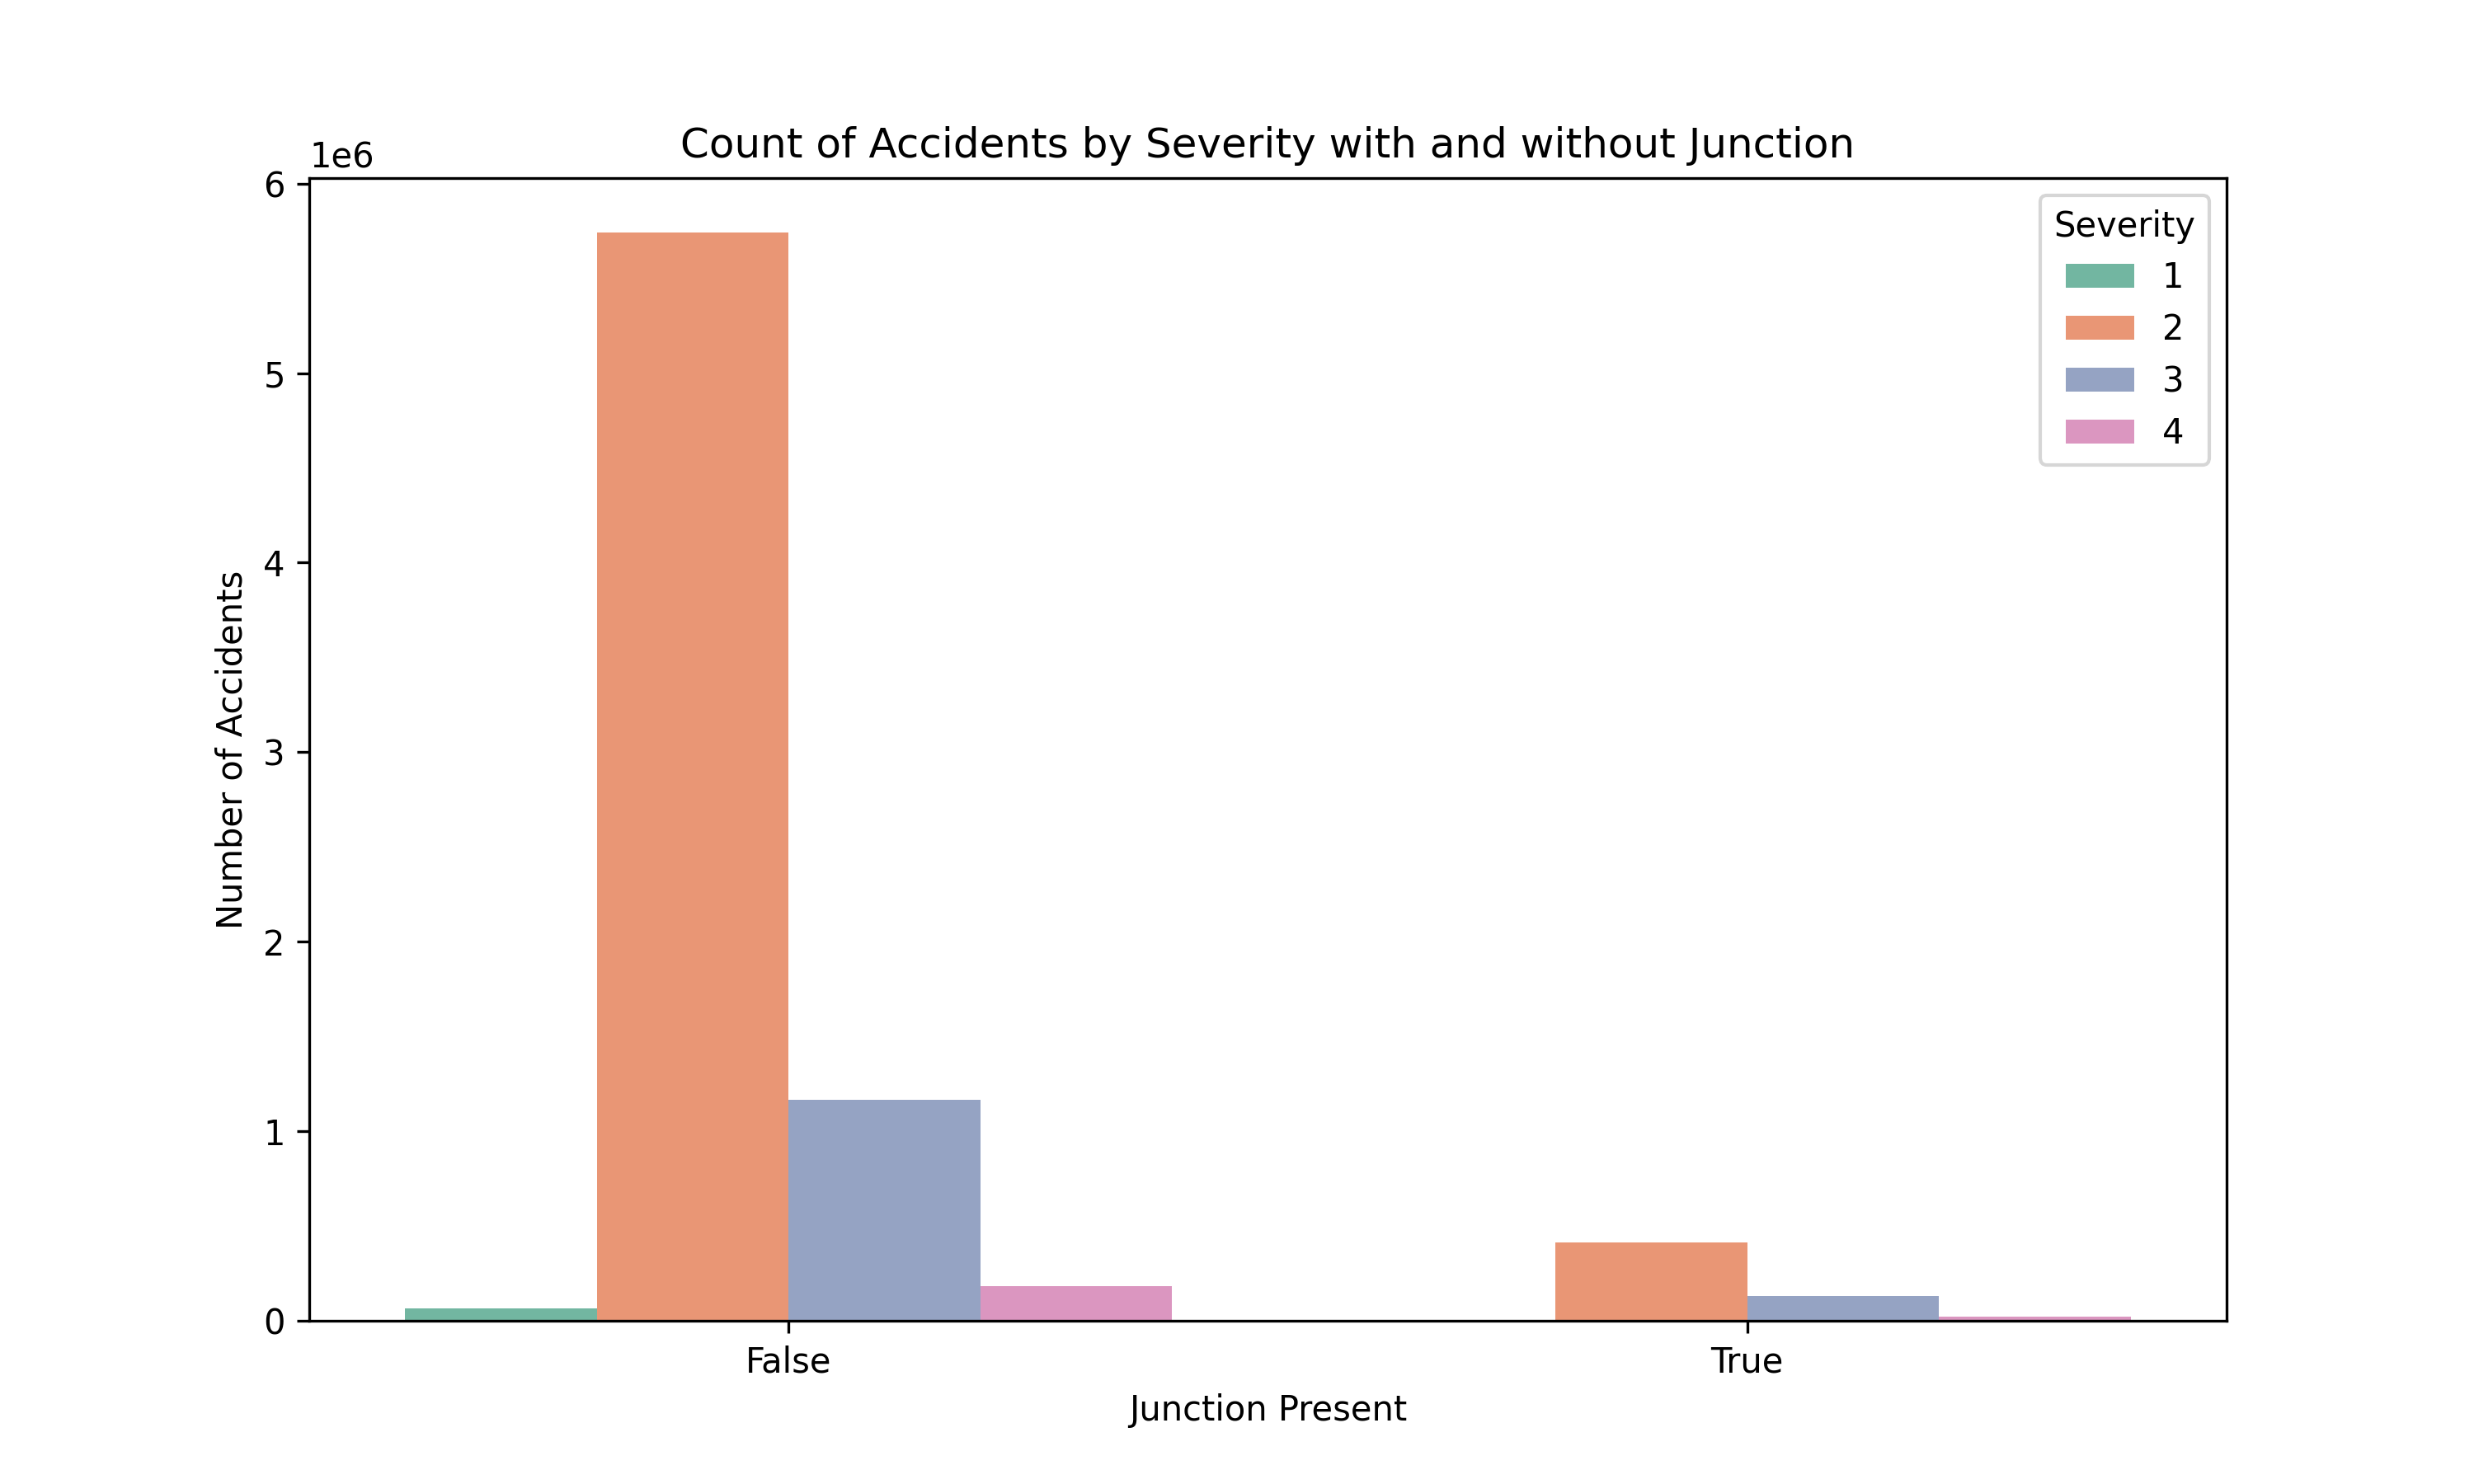 Count of Accidents by Severity with and without Junction
1e6
6
5
4
3
2
1
0
Number of Accidents
Severity
1
2
3
4
False
True
Junction Present